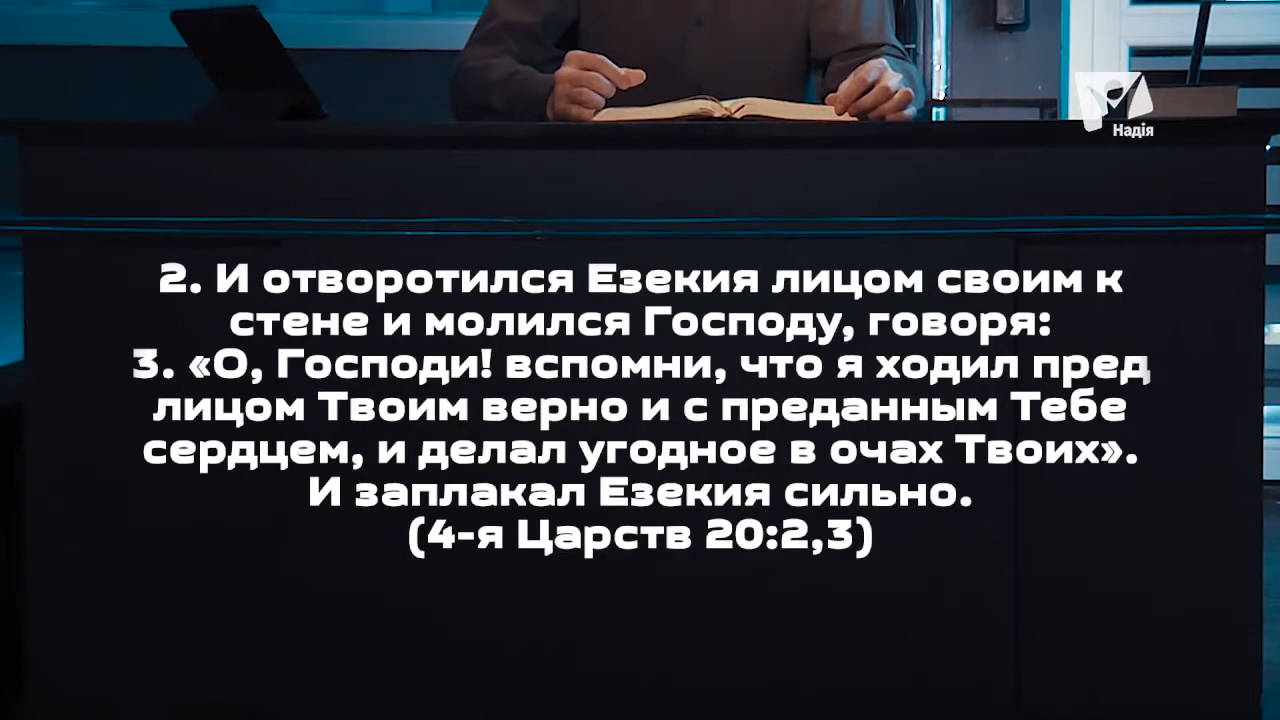 Надія
2. И отворотился Езекия лицом своим к
стене и молился Господу, говоря:
3. «О, Господи! вспомни, что я ходил пред
лицом Твоим верно и с преданным Тебе
сердцем, и делал угодное в очах Твоих».
И заплакал Езекия сильно.
(4-я Царств 20:2,3)